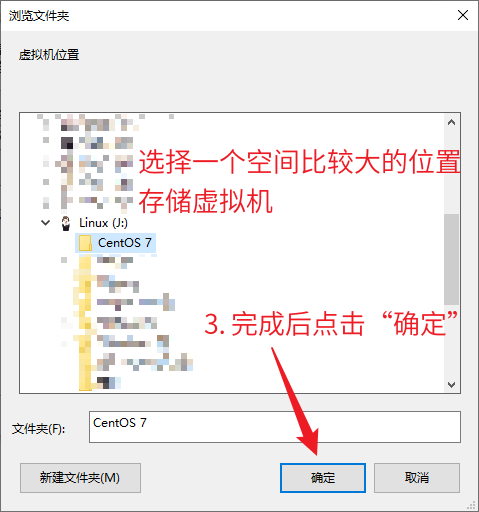 浏览文件夹
虚拟机位置
选择一个空间比较大的位置
存储虚拟机
Linux (J:)
CentOS 7
3. 完成后点击“确定”
文件夹(F):
CentOS 7
新建文件夹(M)
确定
取消